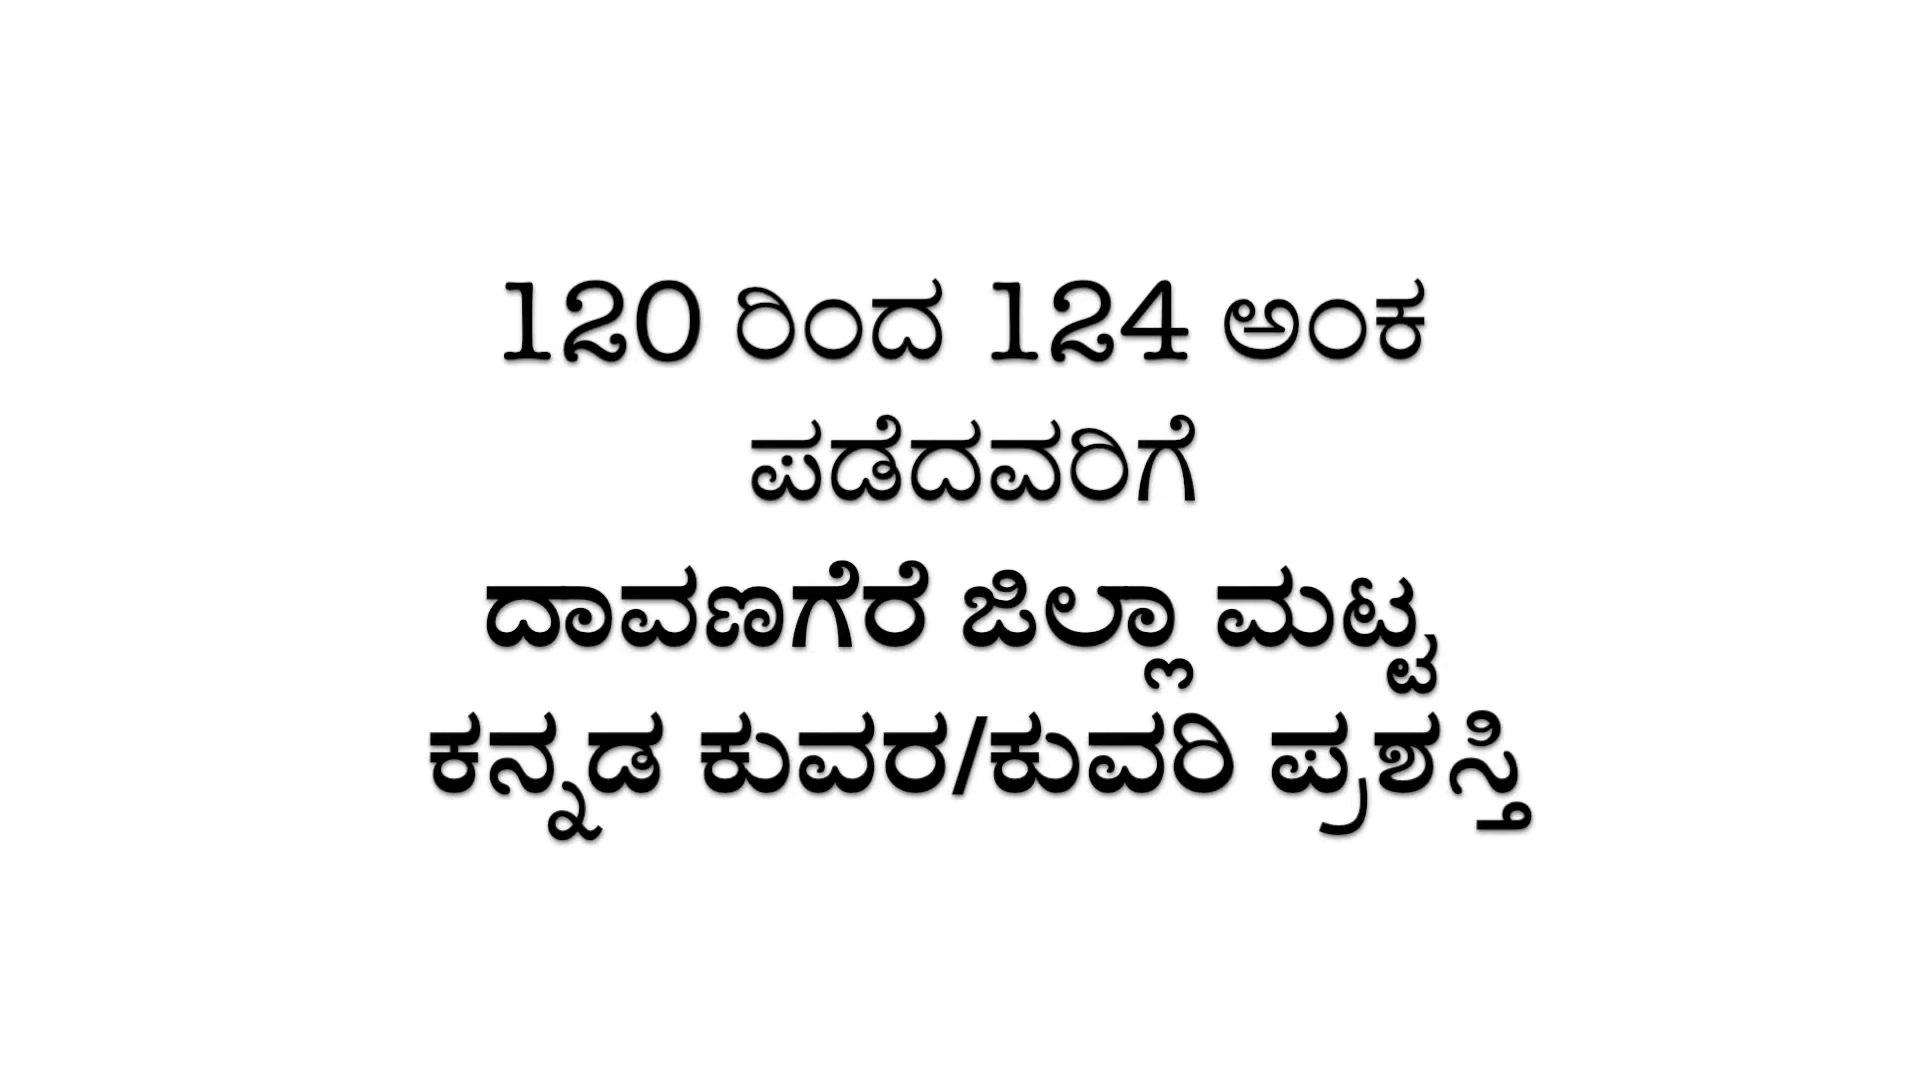 120 ರಿಂದ 124 ಅಂಕ
ಪಡೆದವರಿಗೆ
ದಾವಣಗೆರೆ ಜಿಲ್ಲಾ ಮಟ್ಟ
ಕನ್ನಡ ಕುವರ/ಕುವರಿ ಪ್ರಶಸ್ತಿ